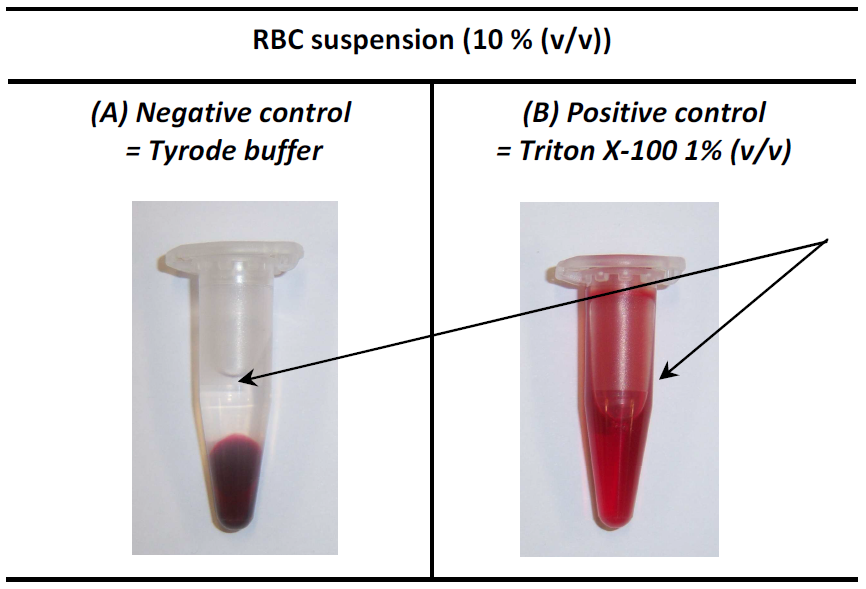 RBC suspension (10 % (v/v))
(A) Negative control
= Tyrode buffer
(B) Positive control
= Triton X-100 1% (v/v)